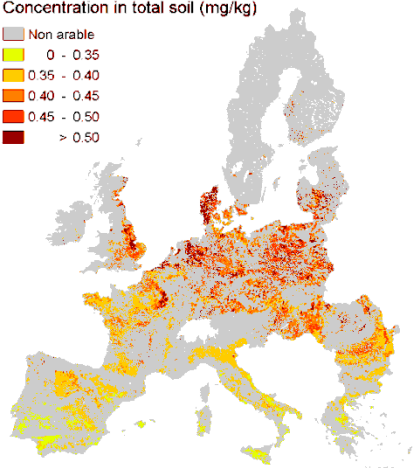 Concentration in total soil (mg/kg)
Non arable
0 - 0.35
0.35 - 0.40
0.40 - 0.45
0.45 - 0.50
> 0.50